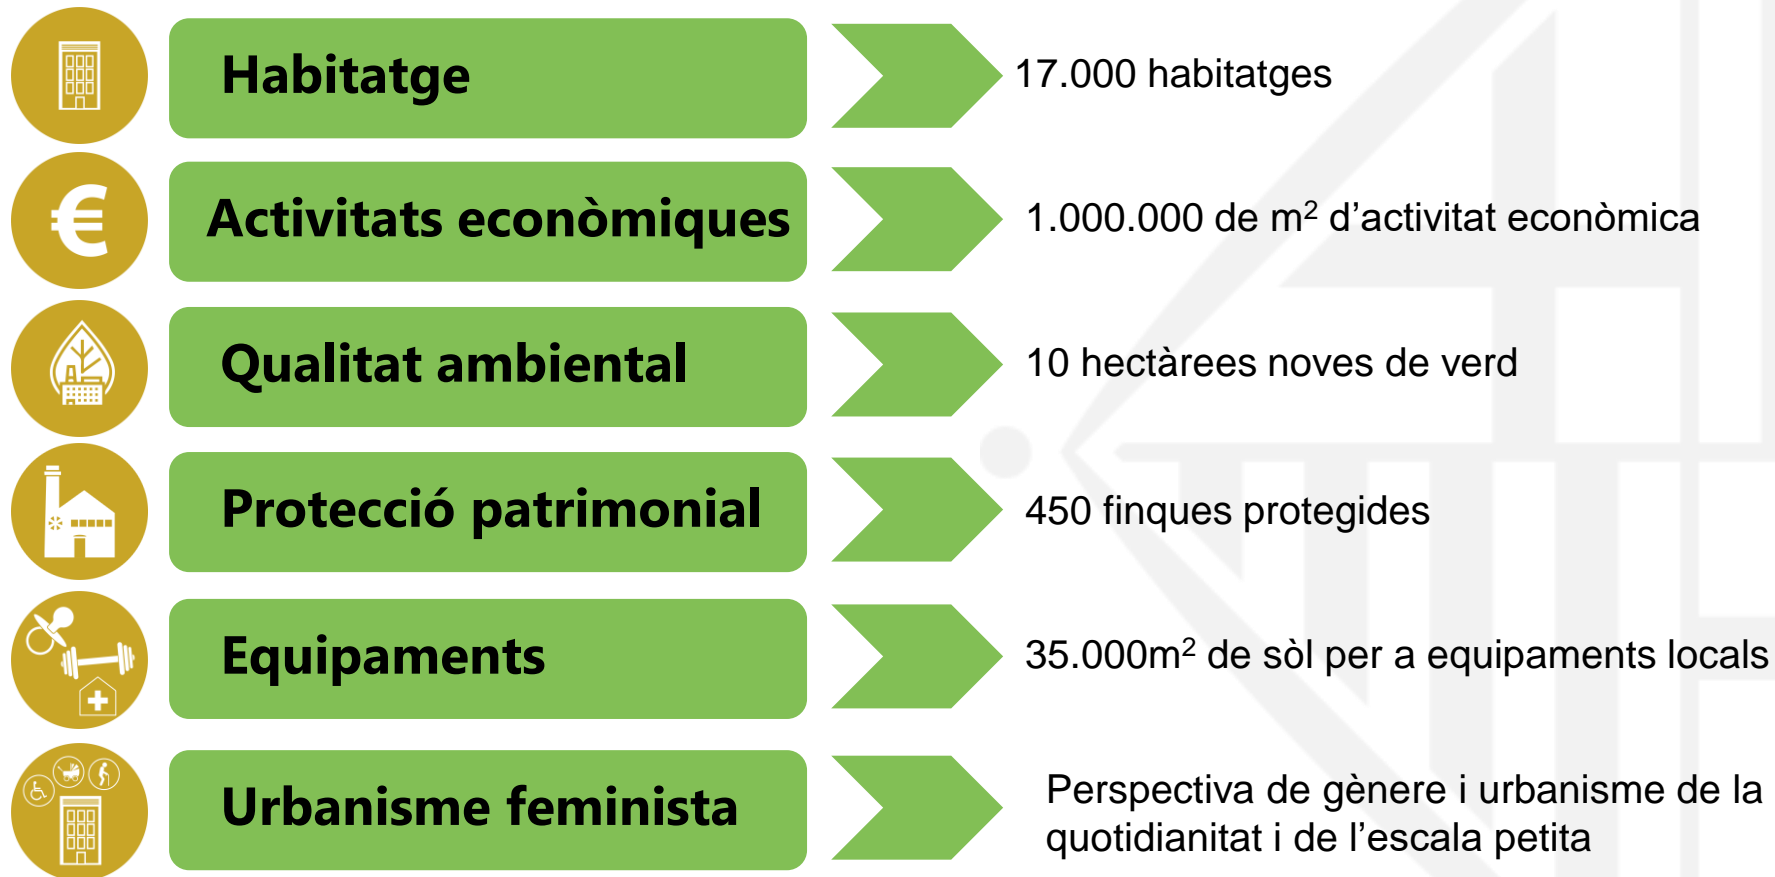 Habitatge
17.000 habitatges
€
Activitats econòmiques
1.000.000 de m² d’activitat econòmica
Qualitat ambiental
10 hectàrees noves de verd
Protecció patrimonial
450 finques protegides
Equipaments
35.000m² de sòl per a equipaments locals
Urbanisme feminista
Perspectiva de gènere i urbanisme de la
quotidianitat i de l’escala petita